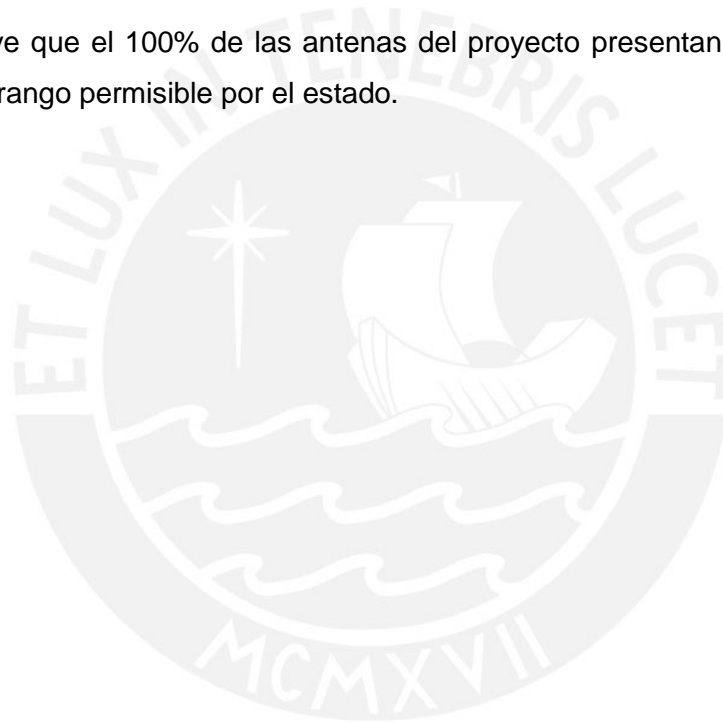 ve que el 100% de las antenas del proyecto presentan
rango permisible por el estado.
ET LUX IN TENEBRIS LUCET
MCMXVII